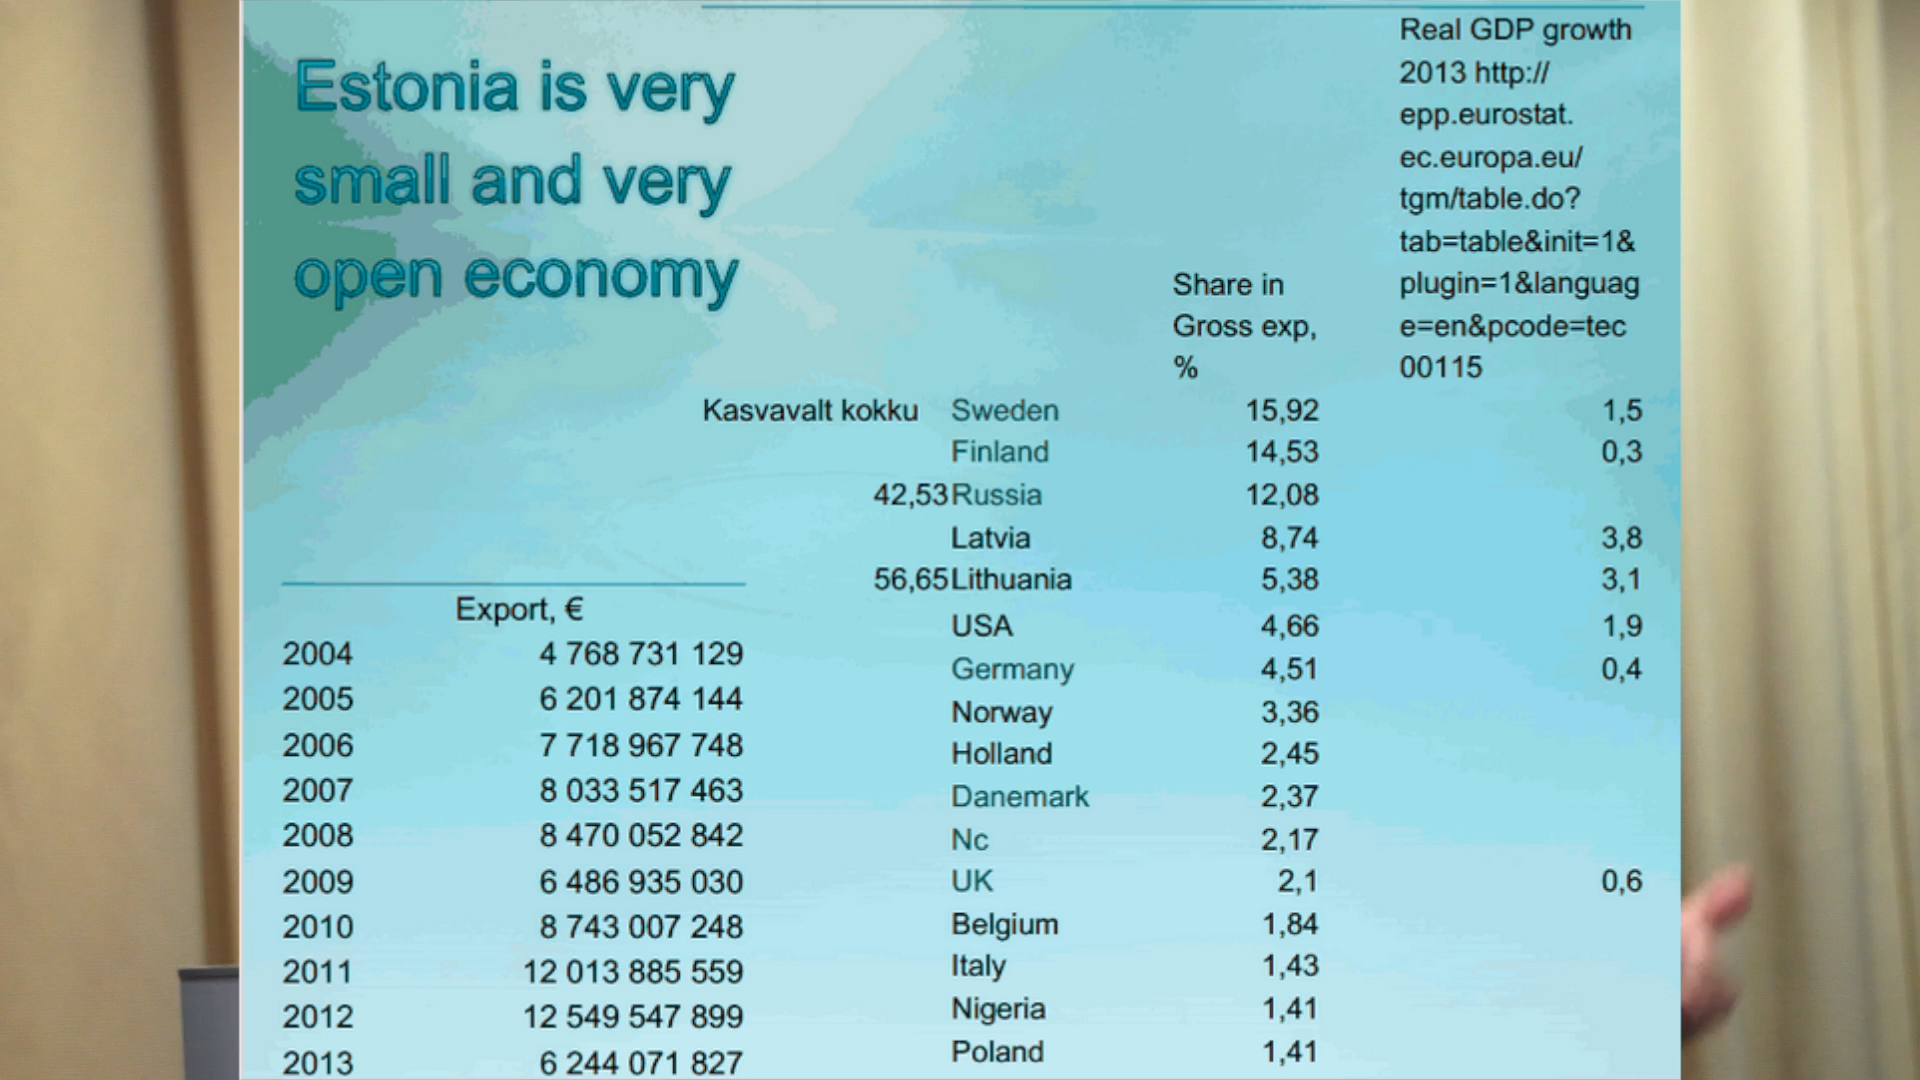 Estonia is very
small and very
open economy
Real GDP growth
2013 http://
epp.eurostat.
ec.europa.eu/
tgm/table.do?
tab=table&init=1&
plugin=1&languag
e=en&pcode=tec
00115
Share in
Gross exp,
%
Kasvavalt kokku Sweden 15,92 1,5
Finland 14,53 0,3
42,53 Russia 12,08
Latvia 8,74 3,8
56,65 Lithuania 5,38 3,1
USA 4,66 1,9
Germany 4,51 0,4
Norway 3,36
Holland 2,45
Danemark 2,37
Nc 2,17
UK 2,1 0,6
Belgium 1,84
Italy 1,43
Nigeria 1,41
Poland 1,41
Export, €
2004 4 768 731 129
2005 6 201 874 144
2006 7 718 967 748
2007 8 033 517 463
2008 8 470 052 842
2009 6 486 935 030
2010 8 743 007 248
2011 12 013 885 559
2012 12 549 547 899
2013 6 244 071 827